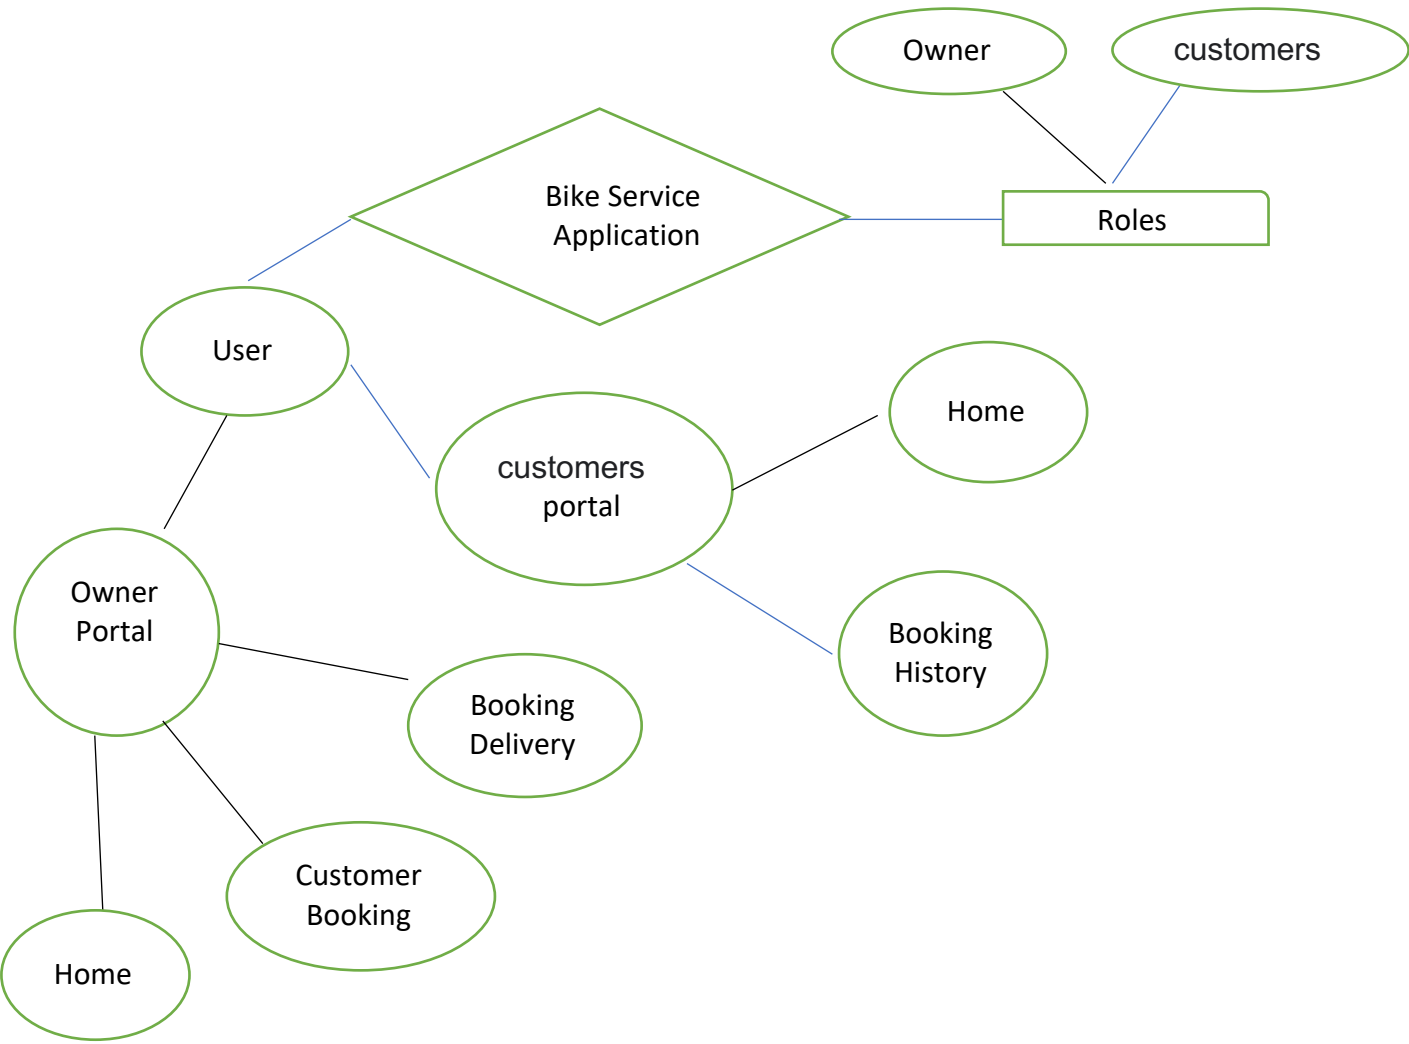 Owner
customers
Bike Service
Application
Roles
User
Home
customers
portal
Owner
Portal
Booking
History
Booking
Delivery
Customer
Booking
Home